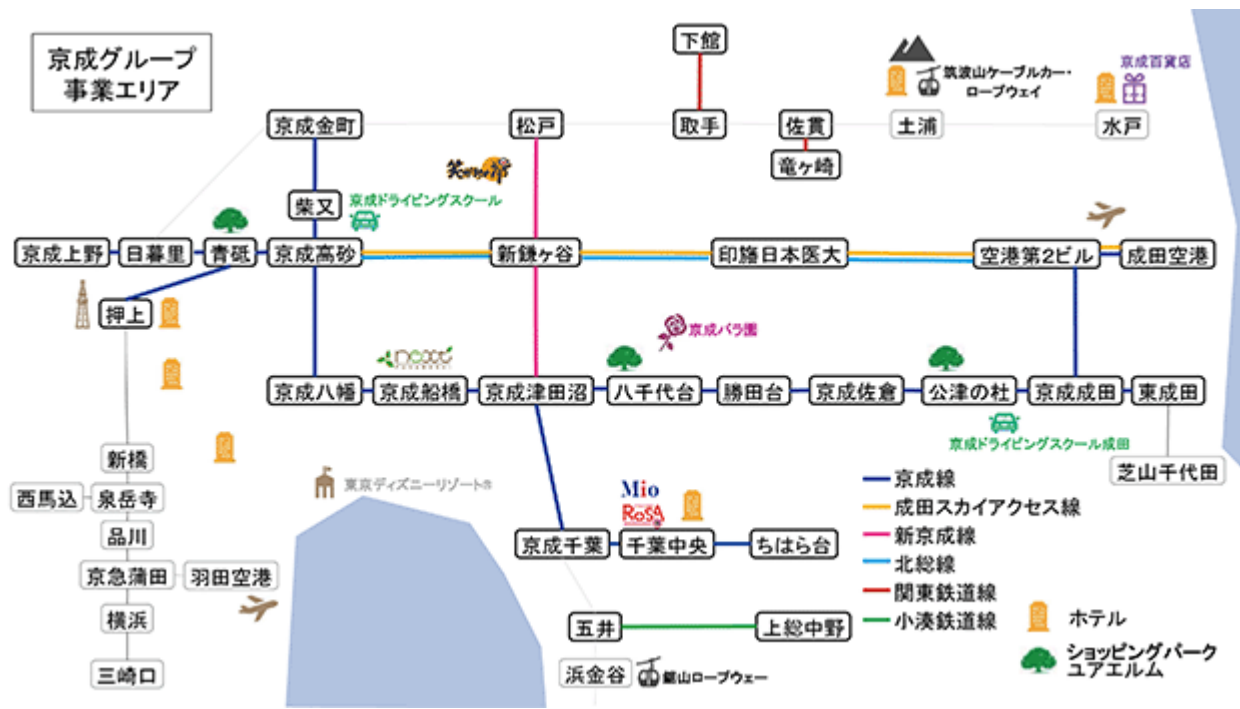 京成グループ
事業エリア
下館
筑波山ケーブルカー・
ロープウェイ
京成百貨店
京成金町
松戸
取手
佐貫
土浦
水戸
竜ヶ崎
柴又
京成ドライビングスクール
京成上野
日暮里
青砥
京成高砂
新鎌ヶ谷
印旛日本医大
空港第2ビル
成田空港
押上
京成バラ園
京成八幡
京成船橋
京成津田沼
八千代台
勝田台
京成佐倉
公津の杜
京成成田
東成田
京成ドライビングスクール成田
芝山千代田
新橋
西馬込
泉岳寺
品川
京急蒲田
羽田空港
横浜
三崎口
東京ディズニーリゾート®
Mio
ROSA
京成千葉
千葉中央
ちはら台
五井
上総中野
浜金谷
鋸山ロープウェー
京成線
成田スカイアクセス線
新京成線
北総線
関東鉄道線
小湊鉄道線
ホテル
ショッピングパーク
ユアエルム